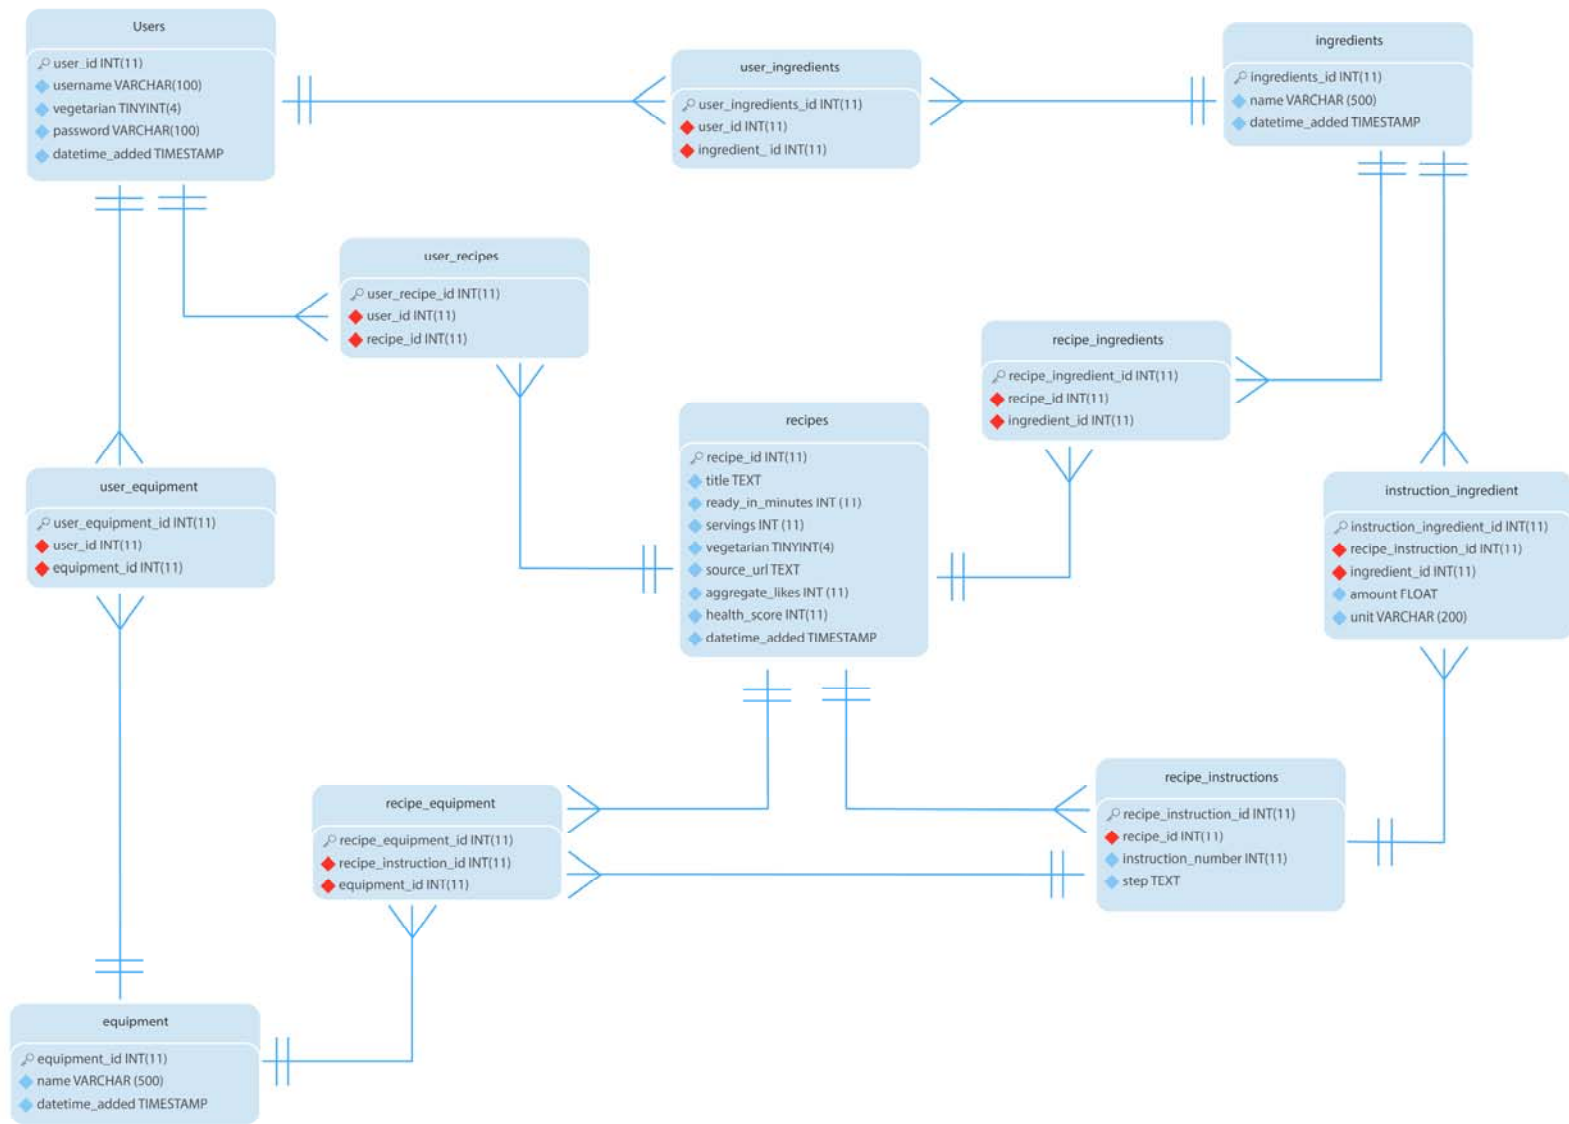 Users
user_id INT(11)
username VARCHAR(100)
vegetarian TINYINT(4)
password VARCHAR(100)
datetime_added TIMESTAMP
user_ingredients
user_ingredients_id INT(11)
user_id INT(11)
ingredient_ id INT(11)
ingredients
ingredients_id INT(11)
name VARCHAR (500)
datetime_added TIMESTAMP
user_recipes
user_recipe_id INT(11)
user_id INT(11)
recipe_id INT(11)
recipe_ingredients
recipe_ingredient_id INT(11)
recipe_id INT(11)
ingredient_id INT(11)
recipes
recipe_id INT(11)
title TEXT
ready_in_minutes INT (11)
servings INT (11)
vegetarian TINYINT(4)
source_url TEXT
aggregate_likes INT (11)
health_score INT(11)
datetime_added TIMESTAMP
user_equipment
user_equipment_id INT(11)
user_id INT(11)
equipment_id INT(11)
instruction_ingredient
instruction_ingredient_id INT(11)
recipe_instruction_id INT(11)
ingredient_id INT(11)
amount FLOAT
unit VARCHAR (200)
recipe_equipment
recipe_equipment_id INT(11)
recipe_instruction_id INT(11)
equipment_id INT(11)
recipe_instructions
recipe_instruction_id INT(11)
recipe_id INT(11)
instruction_number INT(11)
step TEXT
equipment
equipment_id INT(11)
name VARCHAR (500)
datetime_added TIMESTAMP